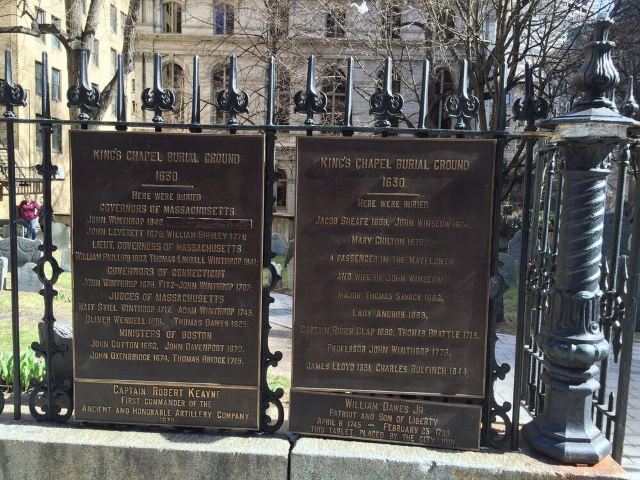 KING'S CHAPEL BURIAL GROUND
1630
HERE WERE BURIED
GOVERNORS OF MASSACHUSETTS
JOHN WINTHROP 1649
JOHN LEVERETT 1679, WILLIAM SHIRLEY 1771
LIEUT. GOVERNORS OF MASSACHUSETTS
WILLIAM PHILLIPS 1827, THOMAS LINDALL WINTHROP 1841
GOVERNORS OF CONNECTICUT
JOHN WINTHROP 1676, FITZ-JOHN WINTHROP 1707
JUDGES OF MASSACHUSETTS
WAIT STILL WINTHROP 1717, ADAM WINTHROP 1743
OLIVER WENDELL 1818, THOMAS DAWES 1825
MINISTERS OF BOSTON
JOHN COTTON 1652, JOHN DAVENPORT 1670
JOHN OXENBRIDGE 1674, THOMAS BRIDGE 1715
CAPTAIN ROBERT KEAYNE
FIRST COMMANDER OF THE
ANCIENT AND HONORABLE ARTILLERY COMPANY
1638
KING'S CHAPEL BURIAL GROUND
1630
HERE WERE BURIED
JACOB SHEAFE 1658, JOHN WINSLOW 1674
MARY CHILTON 1679
A PASSENGER IN THE MAYFLOWER
AND WIFE OF JOHN WINSLOW
MAJOR THOMAS SAVAGE 1682
LADY ANDROS 1688
CAPTAIN ROGER CLAP 1690, THOMAS BRATTLE 1713
PROFESSOR JOHN WINTHROP 1779
JAMES LLOYD 1831, CHARLES BULFINCH 1844
WILLIAM DAWES JR
PATRIOT AND SON OF LIBERTY
APRIL 6 1745 — FEBRUARY 25 1799
THIS TABLET PLACED BY THE CITY 1901